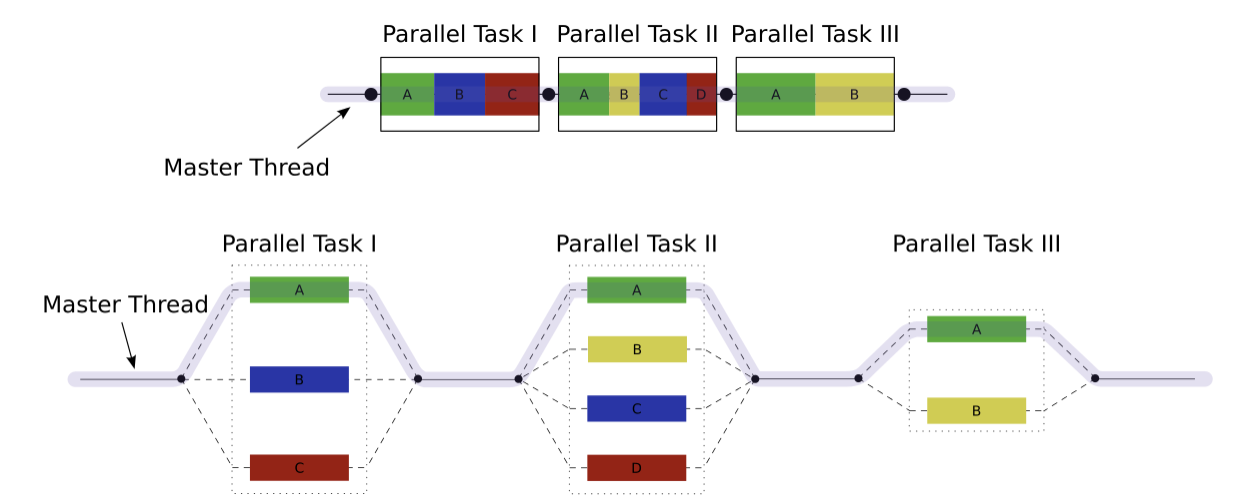 Parallel Task I Parallel Task II Parallel Task III
A B C A B C D A B
Master Thread
Parallel Task I Parallel Task II Parallel Task III
A A
Master Thread
A
B
B C
B
C D